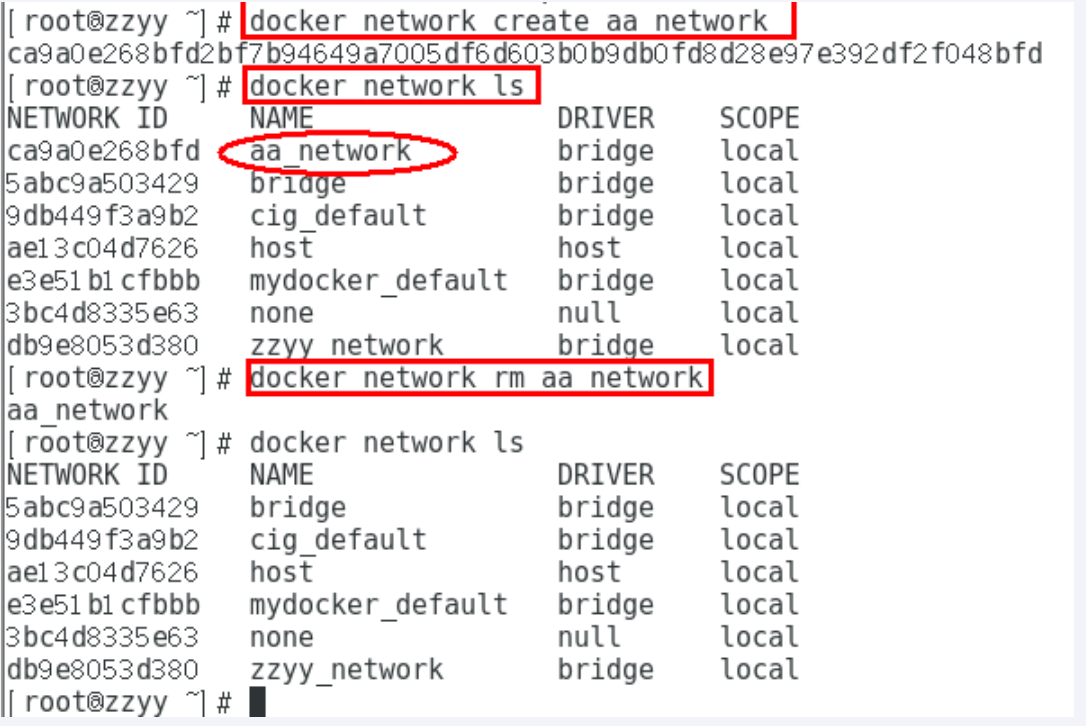 [root@zzyy ~]# docker network create aa_network
ca9a0e268bfd2bf7b94649a7005df6d603b0b9db0fd8d28e97e392df2f048bfd
[root@zzyy ~]# docker network ls
NETWORK ID NAME DRIVER SCOPE
ca9a0e268bfd aa_network bridge local
5abc9a503429 bridge bridge local
9db449f3a9b2 cig_default bridge local
ae13c04d7626 host host local
e3e51b1cfbbb mydocker_default bridge local
3bc4d8335e63 none null local
db9e8053d380 zzyy_network bridge local
[root@zzyy ~]# docker network rm aa_network
aa_network
[root@zzyy ~]# docker network ls
NETWORK ID NAME DRIVER SCOPE
5abc9a503429 bridge bridge local
9db449f3a9b2 cig_default bridge local
ae13c04d7626 host host local
e3e51b1cfbbb mydocker_default bridge local
3bc4d8335e63 none null local
db9e8053d380 zzyy_network bridge local
[root@zzyy ~]#